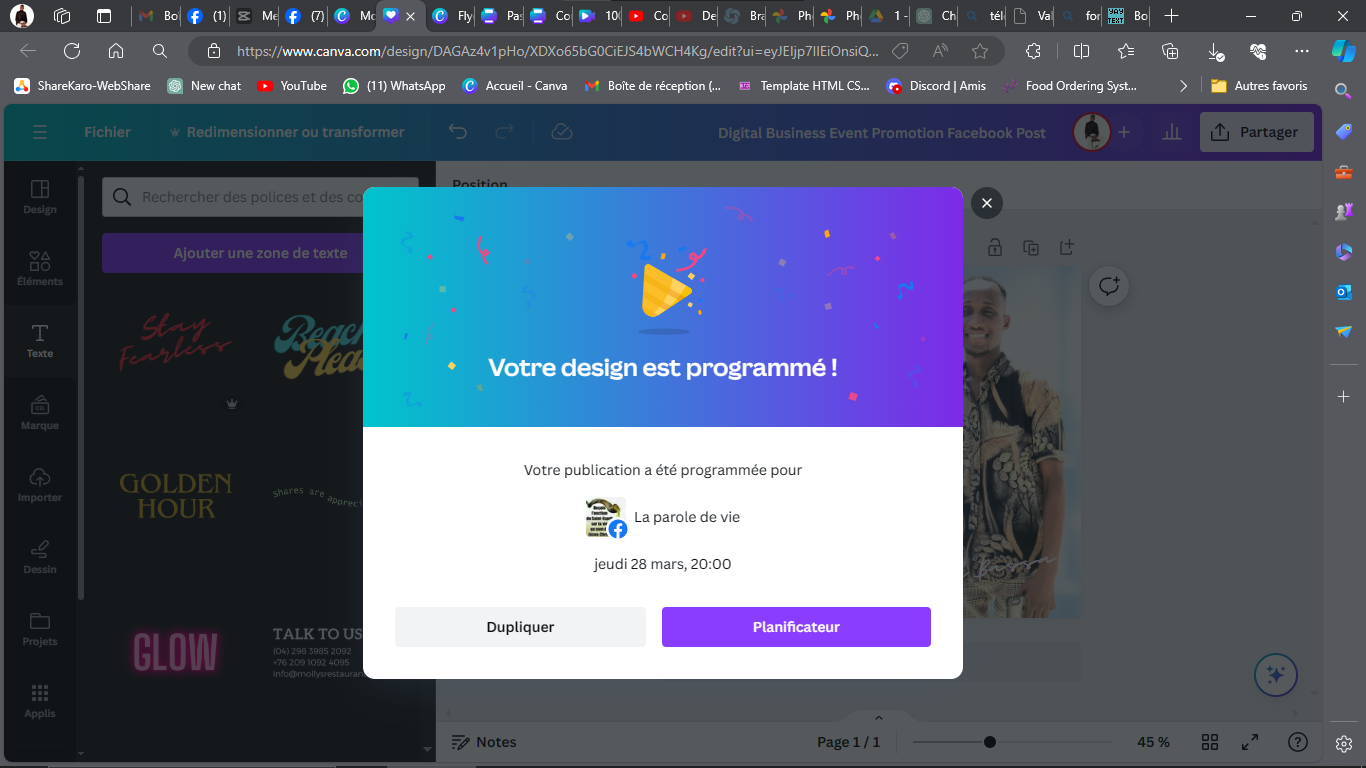 Bo
(1)
Me
(7)
Mo
Fly
Pas
Co
100
Co
De
Bra
Ph
Ph
1 -
Ch
tél
Val
for
Bo
https://www.canva.com/design/DAGAz4v1pHo/XDXo65bG0CiEJS4bWCH4Kg/edit?ui=eyJEIjp7IlEiOnsiQ...
ShareKaro-WebShare
New chat
YouTube
(11) WhatsApp
Accueil - Canva
Boîte de réception (...
Template HTML CS...
Discord | Amis
Food Ordering Syst...
Autres favoris
Fichier
Redimensionner ou transformer
Digital Business Event Promotion Facebook Post
Partager
Design
Éléments
Texte
Marque
Importer
Dessin
Projets
Applis
Rechercher des polices et des co
Ajouter une zone de texte
Stay
Fearless
Beach
Pleas
GOLDEN
HOUR
Shares are appreci
GLOW
TALK TO US
(04) 298 3985 2092
+76 209 1092 4095
info@mollysrestauran
Position
Votre design est programmé !
Votre publication a été programmée pour
La parole de vie
jeudi 28 mars, 20:00
Dupliquer
Planificateur
Notes
Page 1 / 1
45 %